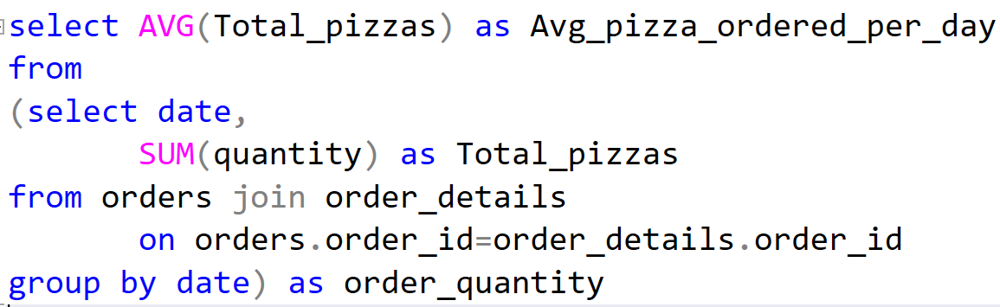 select AVG(Total_pizzas) as Avg_pizza_ordered_per_day
from
(select date,
SUM(quantity) as Total_pizzas
from orders join order_details
on orders.order_id=order_details.order_id
group by date) as order_quantity